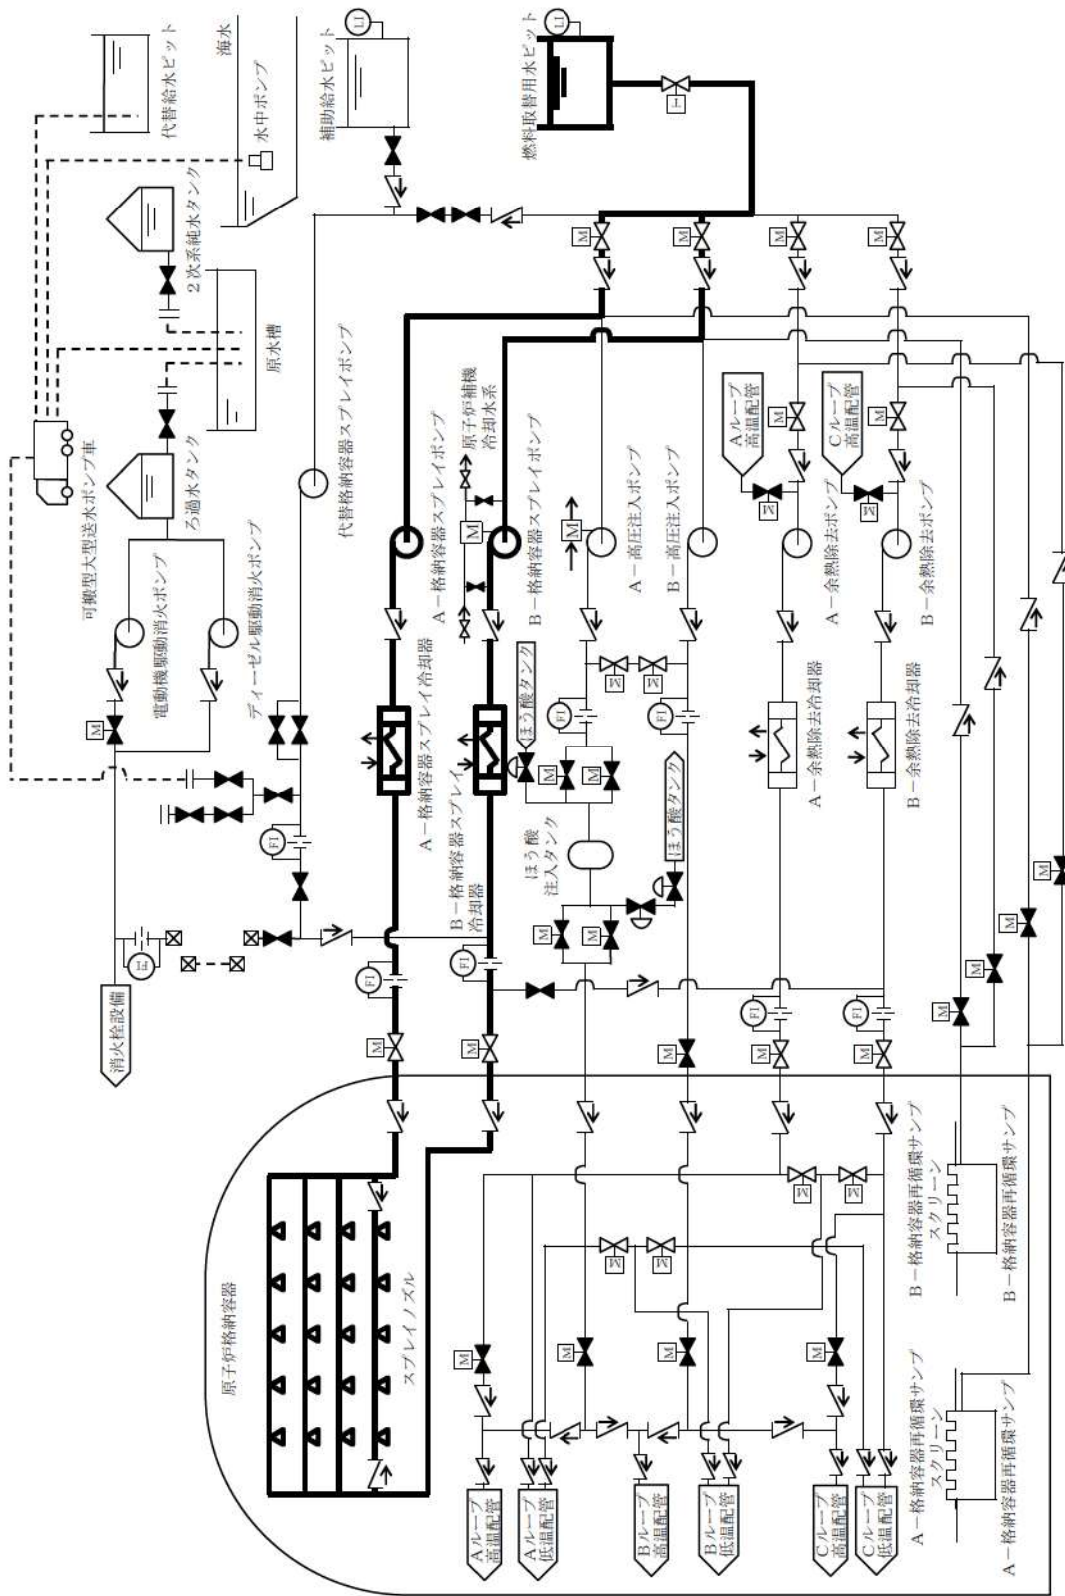 代替給水ピット
海水
水中ポンプ
2次系純水タンク
原水槽
可搬型大型送水ポンプ車
ろ過水タンク
電動機駆動消火ポンプ
ディーゼル駆動消火ポンプ
消火栓設備
FI
M
FI
補助給水ピット
LI
燃料取替用水ピット
LI
M
M
M
M
代替格納容器スプレイポンプ
A-格納容器スプレイポンプ
原子炉補機
冷却水系
M
B-格納容器スプレイポンプ
M
A-高圧注入ポンプ
B-高圧注入ポンプ
Aループ
高温配管
M
M
Cループ
高温配管
M
M
A-余熱除去ポンプ
B-余熱除去ポンプ
A-格納容器スプレイ冷却器
B-格納容器スプレイ
冷却器
ほう酸タンク
FI
M
M
FI
M
M
ほう酸
注入タンク
M
M
ほう酸タンク
A-余熱除去冷却器
B-余熱除去冷却器
FI
FI
M
M
M
FI
FI
M
M
M
M
M
M
原子炉格納容器
スプレイノズル
M
M
M
M
M
M
M
M
Aループ
高温配管
Aループ
低温配管
Bループ
高温配管
Bループ
低温配管
Cループ
高温配管
Cループ
低温配管
B-格納容器再循環サンプ
スクリーン
B-格納容器再循環サンプ
A-格納容器再循環サンプ
スクリーン
A-格納容器再循環サンプ